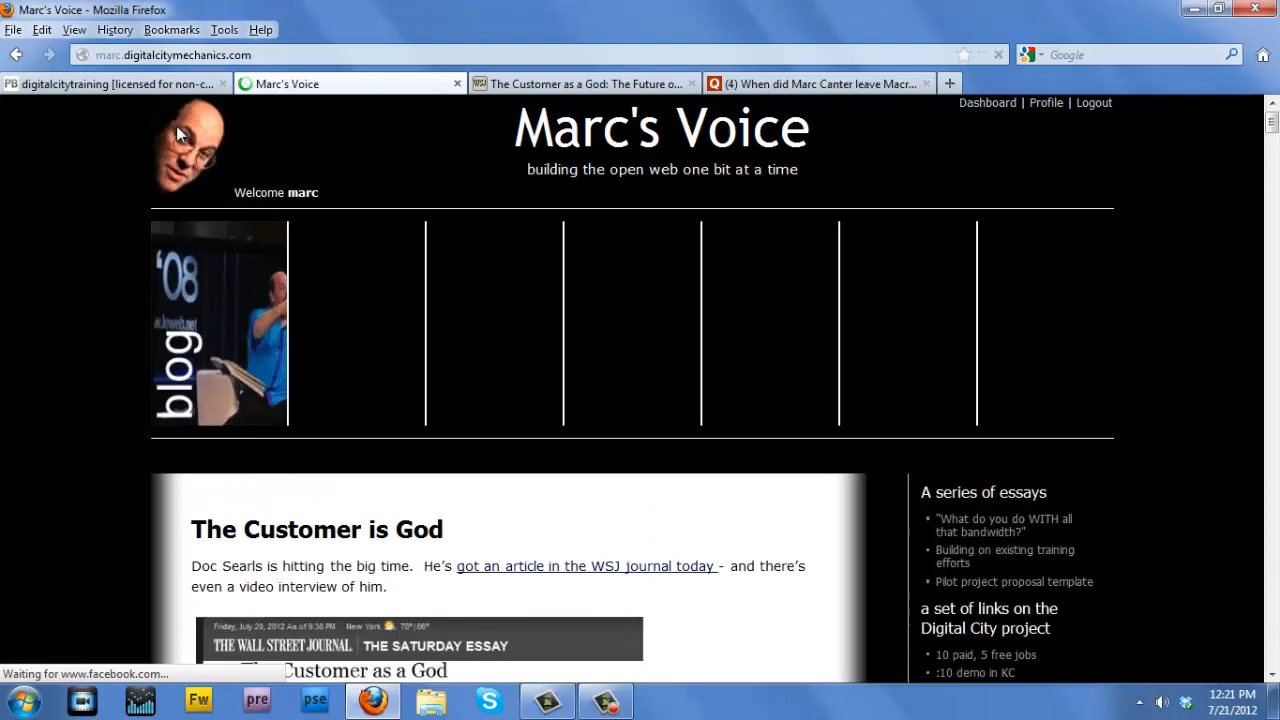 Marc's Voice - Mozilla Firefox
File Edit View History Bookmarks Tools Help
marc.digitalcitymechanics.com
Google
digitalcitytraining [licensed for non-c...
Marc's Voice
The Customer as a God: The Future o...
(4) When did Marc Canter leave Macr...
Dashboard | Profile | Logout
Marc's Voice
building the open web one bit at a time
Welcome marc
'08
blog
The Customer is God
Doc Searls is hitting the big time. He's got an article in the WSJ journal today - and there's
even a video interview of him.
Friday, July 20, 2012 As of 9:38 PM New York 78º | 66º
THE WALL STREET JOURNAL. THE SATURDAY ESSAY
The Customer as a God
A series of essays
"What do you do WITH all
that bandwidth?"
Building on existing training
efforts
Pilot project proposal template
a set of links on the
Digital City project
10 paid, 5 free jobs
:10 demo in KC
Waiting for www.facebook.com...
Fw
pre
pse
12:21 PM
7/21/2012